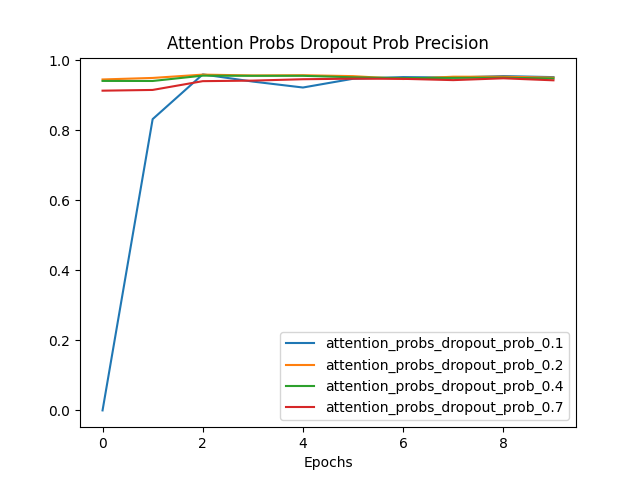 Attention Probs Dropout Prob Precision
1.0
0.8
0.6
0.4
0.2
0.0
attention_probs_dropout_prob_0.1
attention_probs_dropout_prob_0.2
attention_probs_dropout_prob_0.4
attention_probs_dropout_prob_0.7
0 2 4 6 8
Epochs